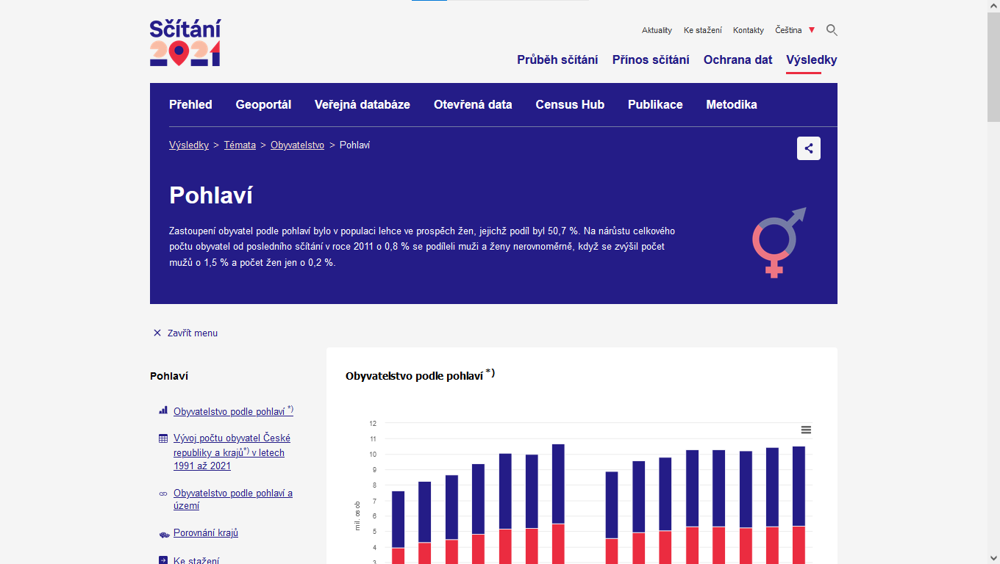 Sčítání
2021
Aktuality Ke stažení Kontakty Čeština
Průběh sčítání Přínos sčítání Ochrana dat Výsledky
Přehled Geoportál Veřejná databáze Otevřená data Census Hub Publikace Metodika
Výsledky > Témata > Obyvatelstvo > Pohlaví
Pohlaví
Zastoupení obyvatel podle pohlaví bylo v populaci lehce ve prospěch žen, jejichž podíl byl 50,7 %. Na nárůstu celkového
počtu obyvatel od posledního sčítání v roce 2011 o 0,8 % se podíleli muži a ženy nerovnoměrně, když se zvýšil počet
mužů o 1,5 % a počet žen jen o 0,2 %.
Zavřít menu
Pohlaví
Obyvatelstvo podle pohlaví *)
Vývoj počtu obyvatel České
republiky a krajů*) v letech
1991 až 2021
Obyvatelstvo podle pohlaví a
území
Porovnání krajů
Ke stažení
Obyvatelstvo podle pohlaví *)
12
11
10
9
8
7
6
5
4
3
mil. osob